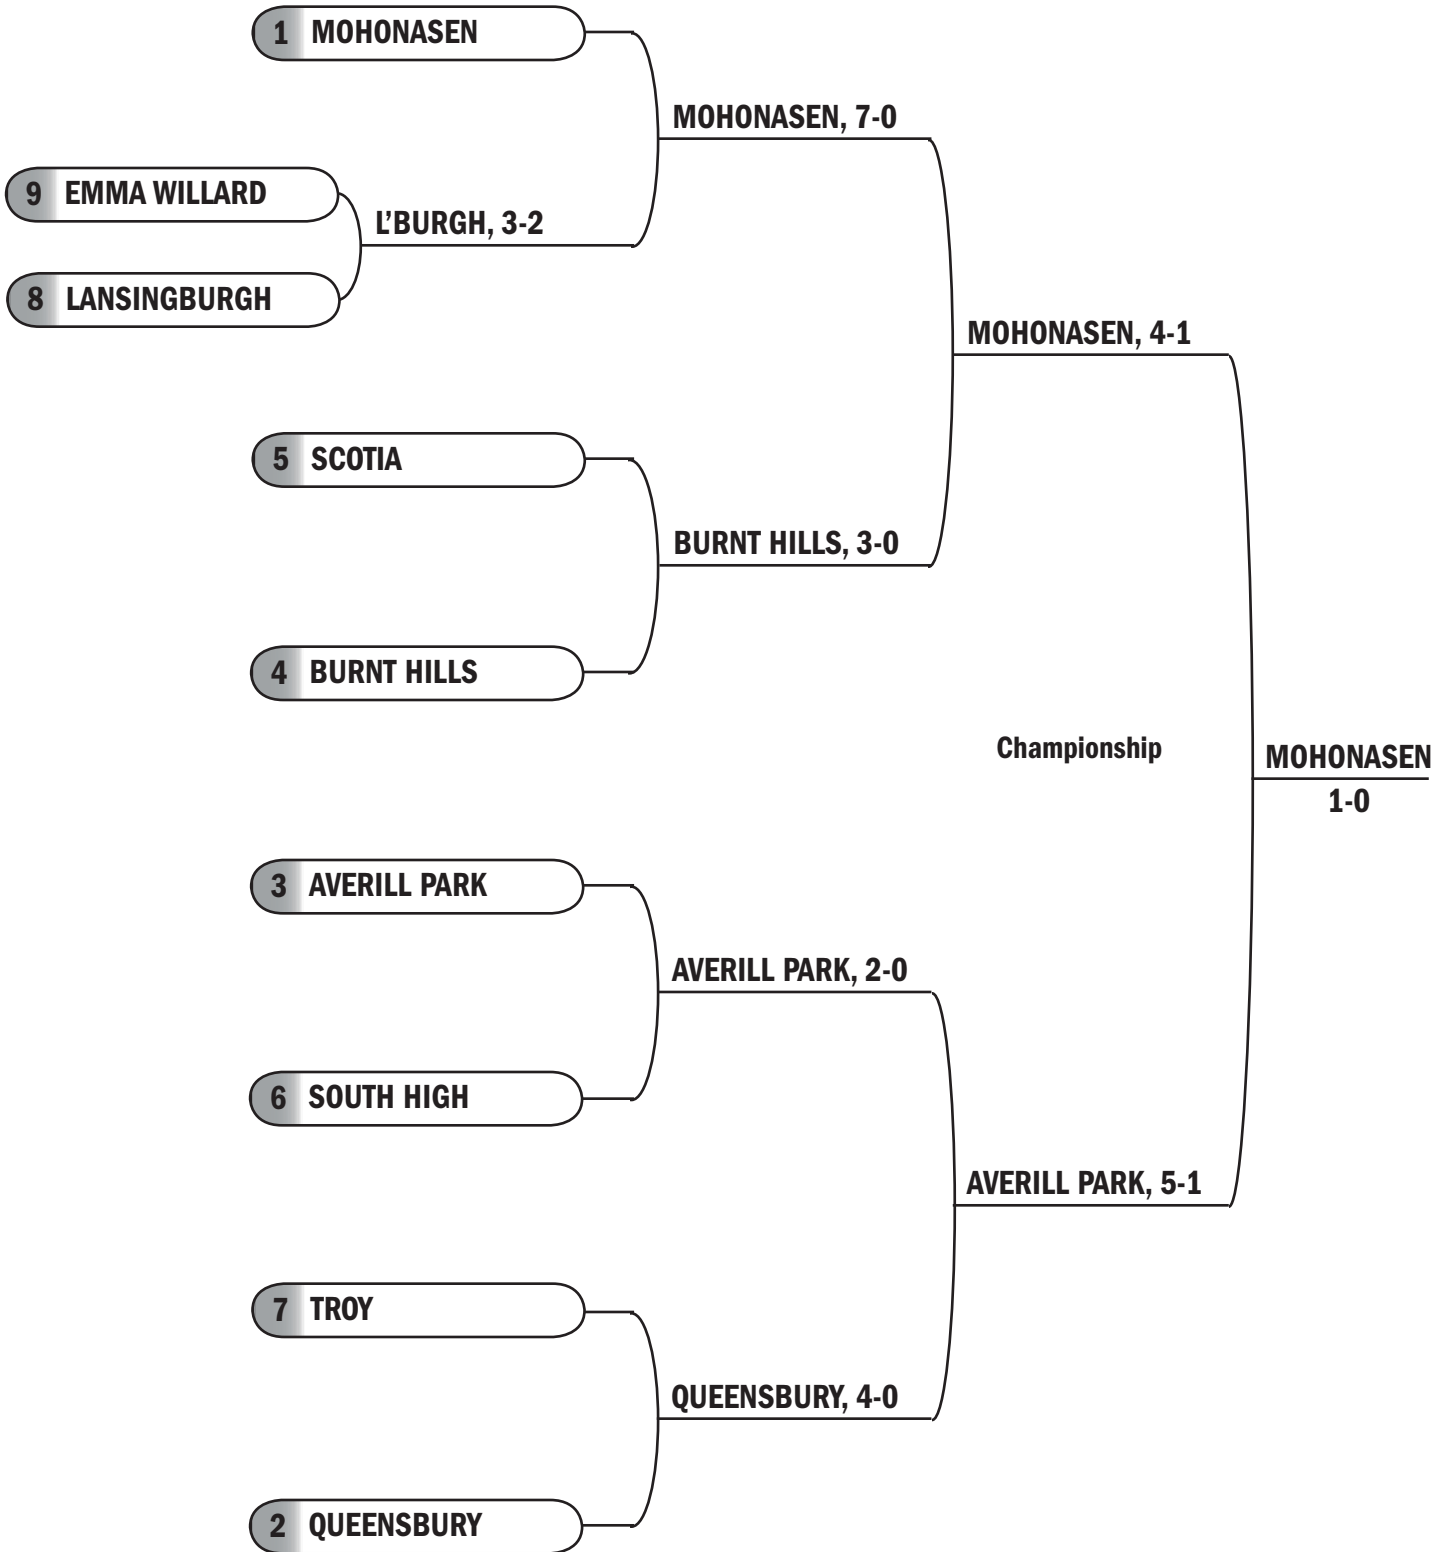 1 MOHONASEN
MOHONASEN, 7-0
9 EMMA WILLARD
L'BURGH, 3-2
8 LANSINGBURGH
MOHONASEN, 4-1
5 SCOTIA
BURNT HILLS, 3-0
4 BURNT HILLS
Championship
MOHONASEN
1-0
3 AVERILL PARK
AVERILL PARK, 2-0
6 SOUTH HIGH
AVERILL PARK, 5-1
7 TROY
QUEENSBURY, 4-0
2 QUEENSBURY